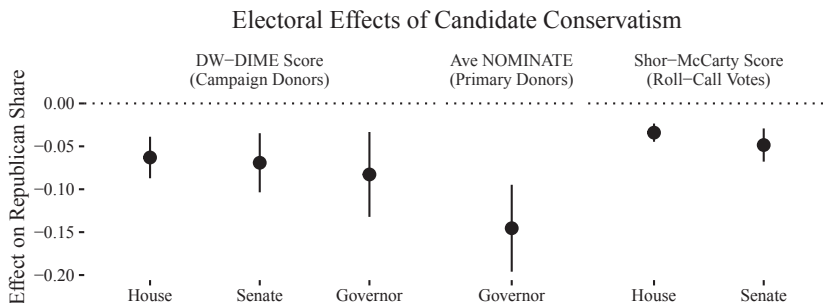 Electoral Effects of Candidate Conservatism
DW−DIME Score
(Campaign Donors)
Ave NOMINATE
(Primary Donors)
Shor−McCarty Score
(Roll−Call Votes)
Effect on Republican Share
0.00
−0.05
−0.10
−0.15
−0.20
House
Senate
Governor
Governor
House
Senate